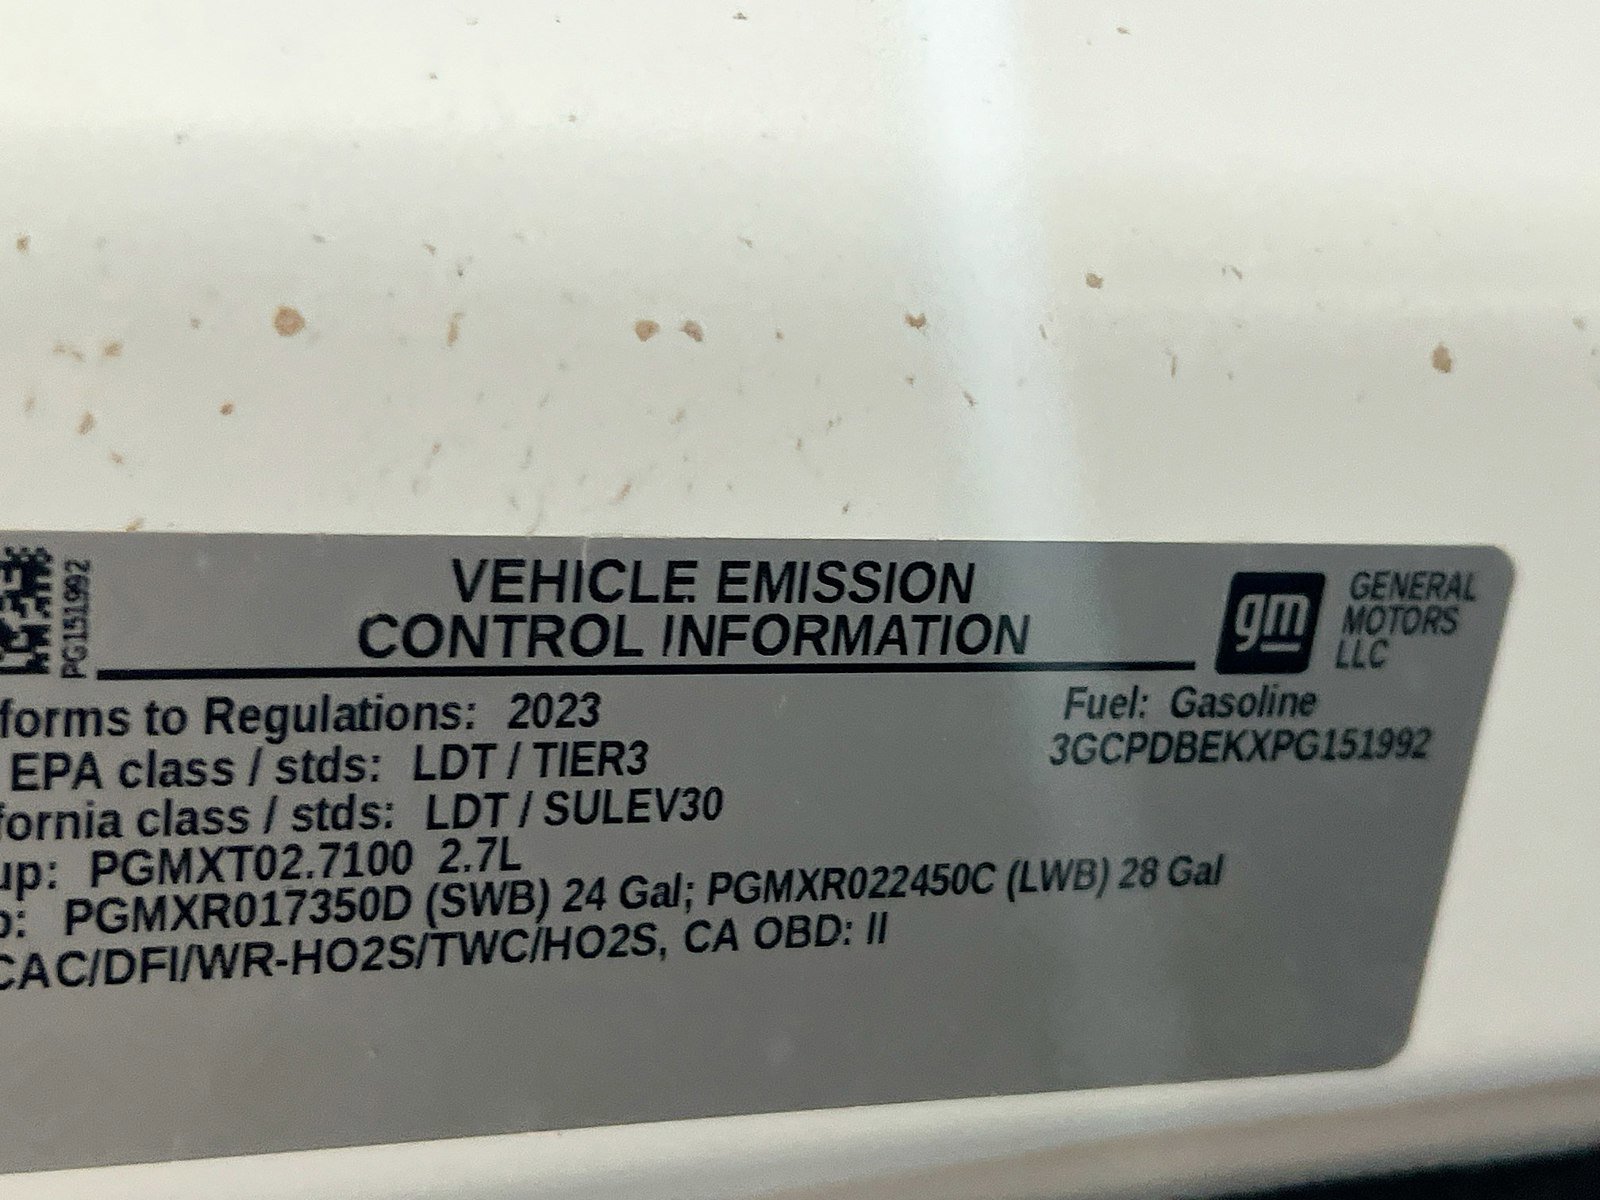 PG151992
VEHICLE EMISSION
CONTROL INFORMATION
gm
GENERAL
MOTORS
LLC
forms to Regulations: 2023
Fuel: Gasoline
EPA class / stds: LDT / TIER3
3GCPDBEKXPG151992
fornia class / stds: LDT / SULEV30
up: PGMXT02.7100 2.7L
p: PGMXR017350D (SWB) 24 Gal; PGMXR022450C (LWB) 28 Gal
CAC/DFI/WR-HO2S/TWC/HO2S, CA OBD: II